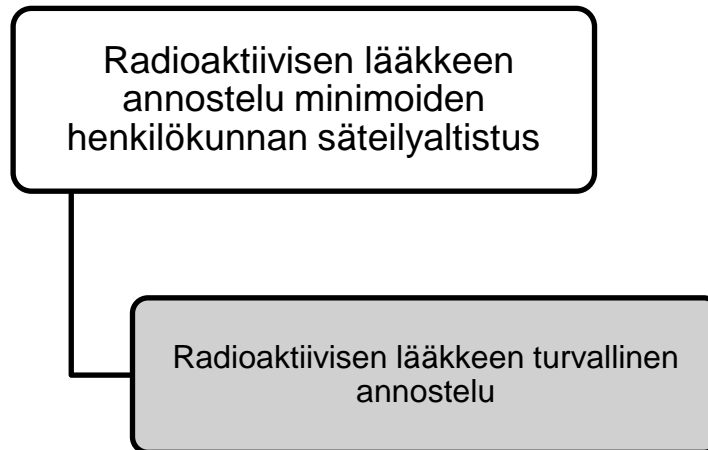 Radioaktiivisen lääkkeen
annostelu minimoiden
henkilökunnan säteilyaltistus
Radioaktiivisen lääkkeen turvallinen
annostelu